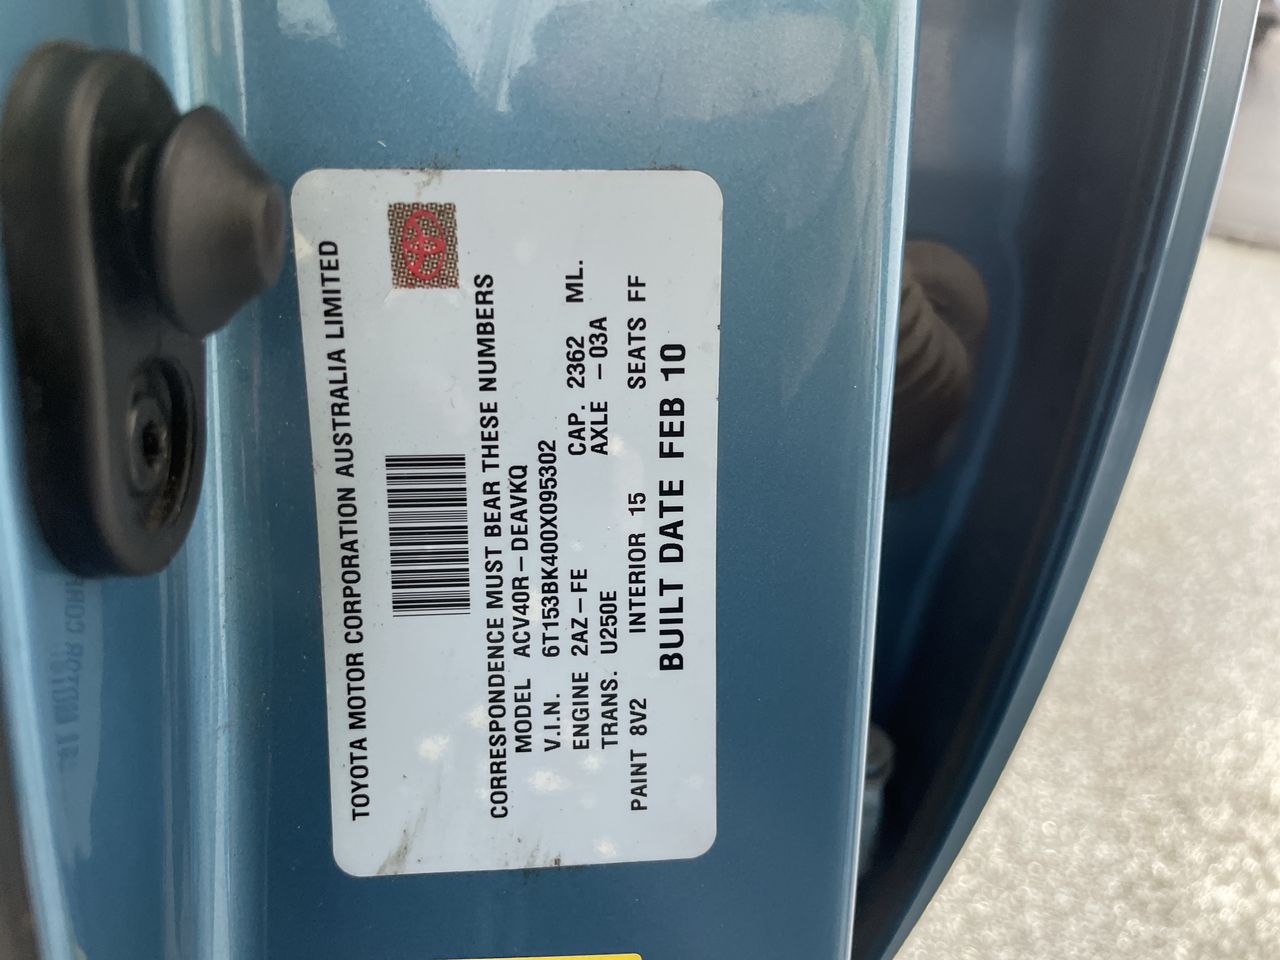 TOYOTA MOTOR CORPORATION AUSTRALIA LIMITED
CORRESPONDENCE MUST BEAR THESE NUMBERS
MODEL ACV40R-DEAVKQ
V.I.N. 6T153BK400X095302
ENGINE 2AZ-FE CAP. 2362 ML.
TRANS. U250E AXLE -03A
PAINT 8V2 INTERIOR 15 SEATS FF
BUILT DATE FEB 10